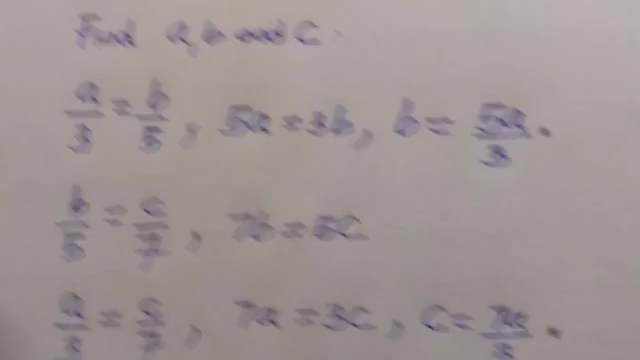 Find a, b and c.
a/3 = b/5, 5a = 3b, b = 5a/3.
b/5 = c/7, 7b = 5c
a/3 = c/7, 7a = 3c, c = 7a/3.